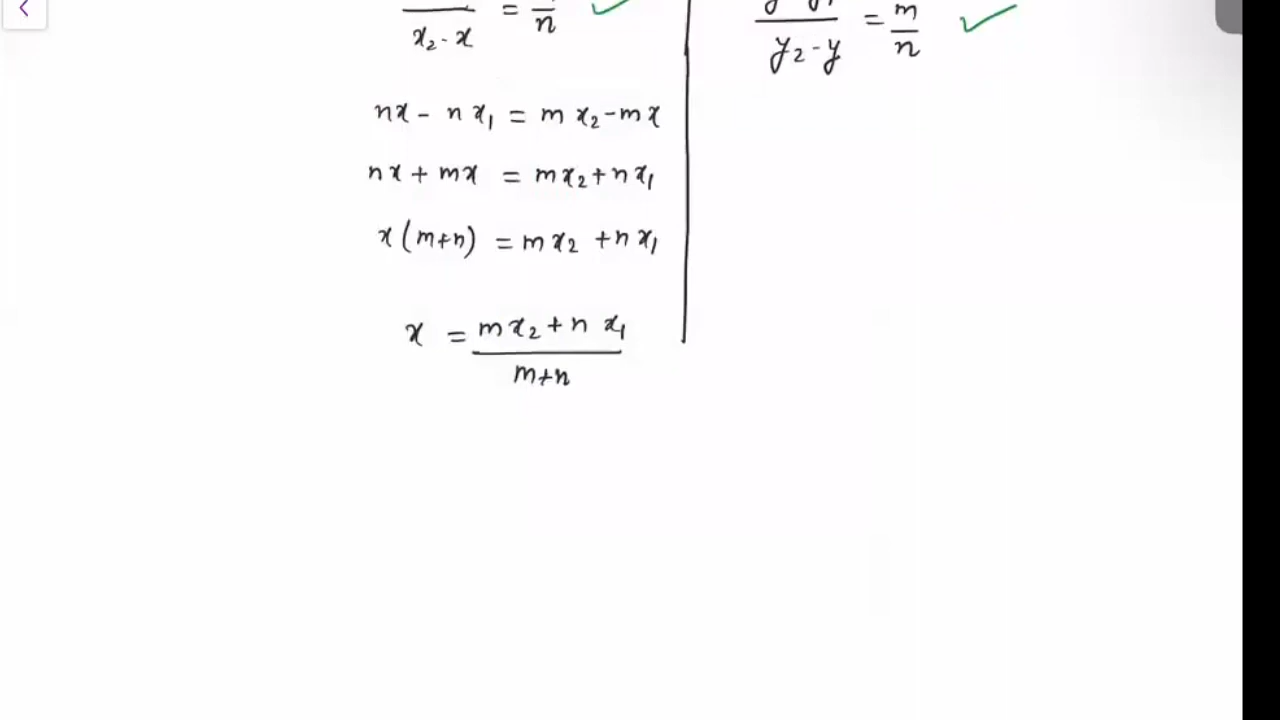 x₂ - x = n
nx - nx₁ = mx₂ - mx
nx + mx = mx₂ + nx₁
x(m+n) = mx₂ + nx₁
x = mx₂ + nx₁
m+n
= m
y₂ - y n